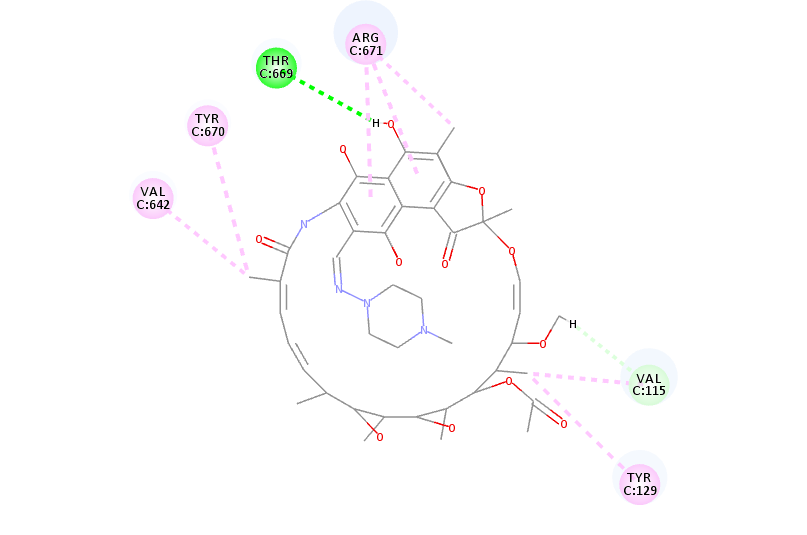 ARG
C:671
THR
C:669
H
O
TYR
C:670
O
O
VAL
C:642
N
O
O
O
O
O
N
N
N
H
O
VAL
C:115
O
O
O
O
TYR
C:129